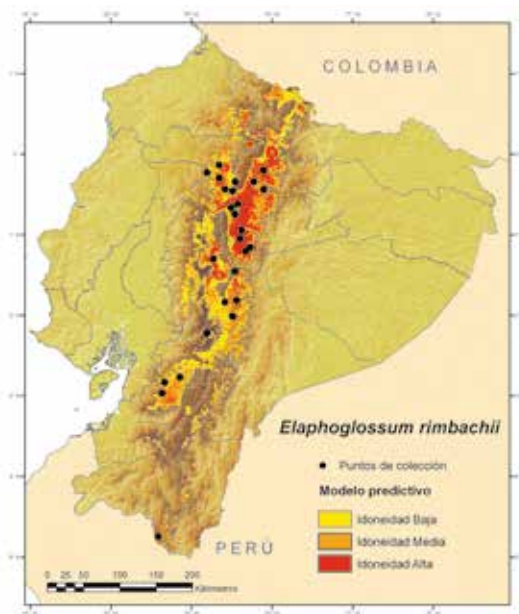 COLOMBIA
Elaphoglossum rimbachii
Puntos de colección
Modelo predictivo
Idoneidad Baja
Idoneidad Media
Idoneidad Alta
PERÚ
0 25 50 100 150 200
Kilómetros